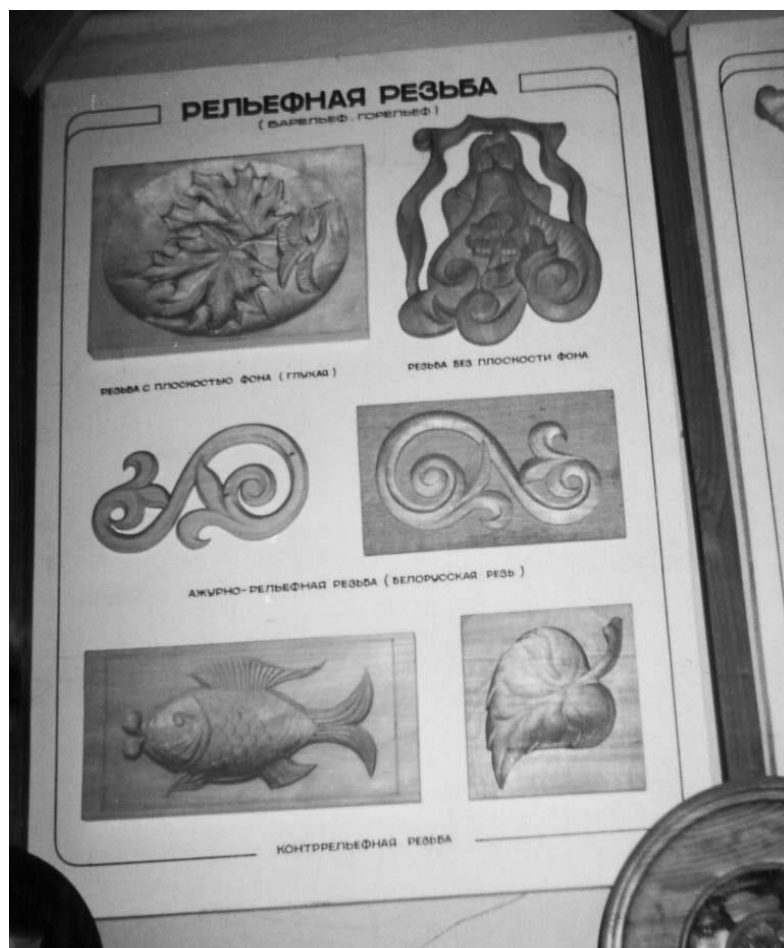 РЕЛЬЕФНАЯ РЕЗЬБА
(БАРЕЛЬЕФ, ГОРЕЛЬЕФ)
РЕЗЬБА С ПЛОСКОСТЬЮ ФОНА (ГЛУХАЯ)
РЕЗЬБА БЕЗ ПЛОСКОСТИ ФОНА
АЖУРНО-РЕЛЬЕФНАЯ РЕЗЬБА (БЕЛОРУССКАЯ РЕЗЬ)
КОНТРРЕЛЬЕФНАЯ РЕЗЬБА